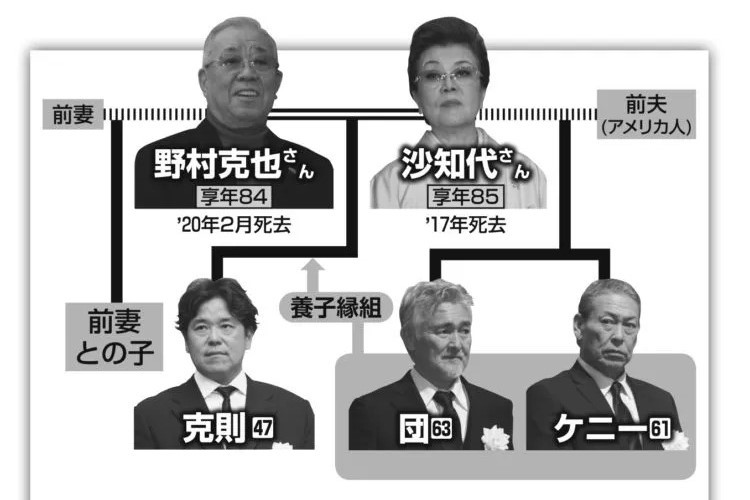 前妻
前夫
(アメリカ人)
野村克也さん
享年84
'20年2月死去
沙知代さん
享年85
'17年死去
養子縁組
前妻
との子
克則47
団63
ケニー61